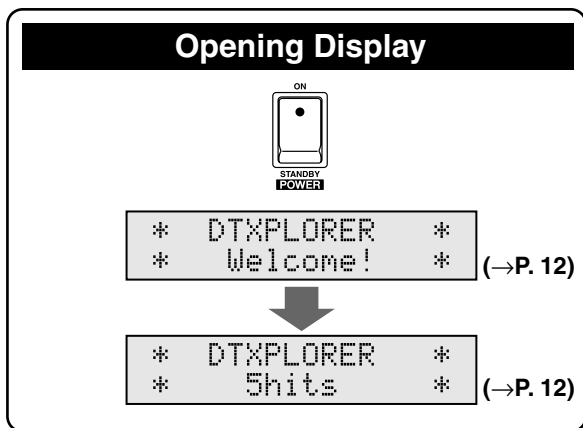 Opening Display
ON
STANDBY
POWER
* DTXPLORER *
* Welcome! * (→P. 12)
* DTXPLORER *
* 5hits * (→P. 12)